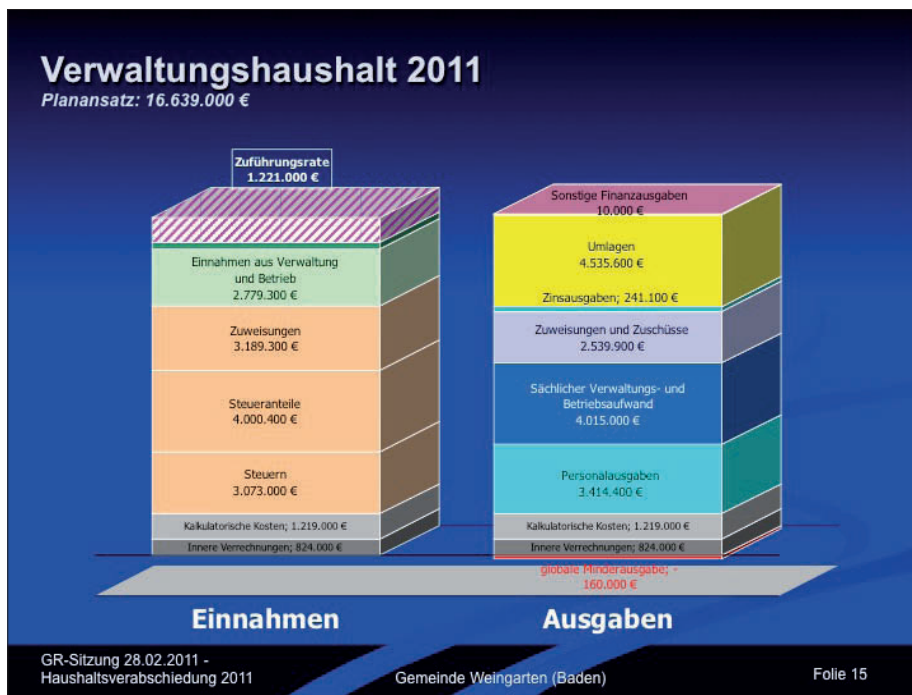 Verwaltungshaushalt 2011
Planansatz: 16.639.000 €
Zuführungsrate
1.221.000 €
Einnahmen aus Verwaltung
und Betrieb
2.779.300 €
Zuweisungen
3.189.300 €
Steueranteile
4.000.400 €
Steuern
3.073.000 €
Kalkulatorische Kosten; 1.219.000 €
Innere Verrechnungen; 824.000 €
Sonstige Finanzausgaben
10.000 €
Umlagen
4.535.600 €
Zinsausgaben; 241.100 €
Zuweisungen und Zuschüsse
2.539.900 €
Sächlicher Verwaltungs- und
Betriebsaufwand
4.015.000 €
Personalausgaben
3.414.400 €
Kalkulatorische Kosten; 1.219.000 €
Innere Verrechnungen; 824.000 €
globale Minderausgabe; -
160.000 €
Einnahmen
Ausgaben
GR-Sitzung 28.02.2011 -
Haushaltsverabschiedung 2011
Gemeinde Weingarten (Baden)
Folie 15